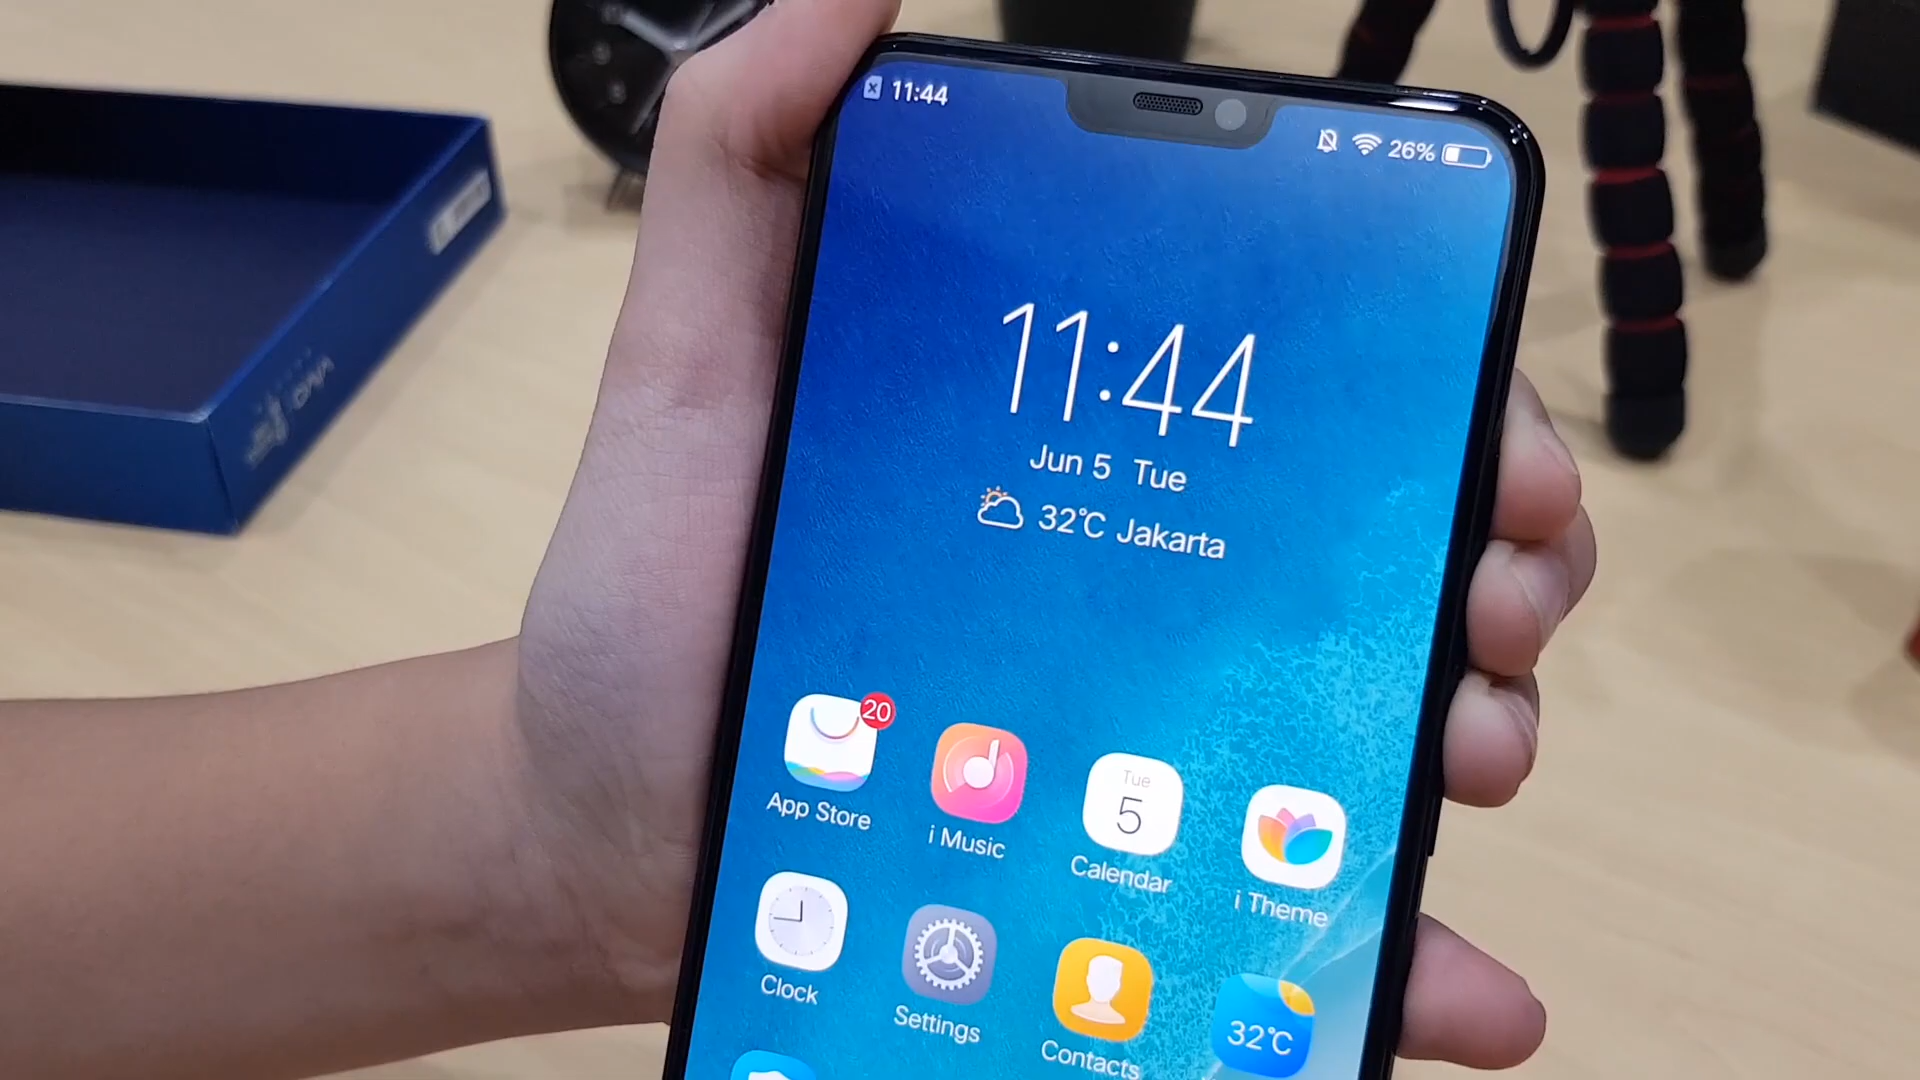 11:44
26%
11:44
Jun 5 Tue
32°C Jakarta
20
App Store
i Music
Tue
5
Calendar
i Theme
Clock
Settings
Contacts
32°C
vivo